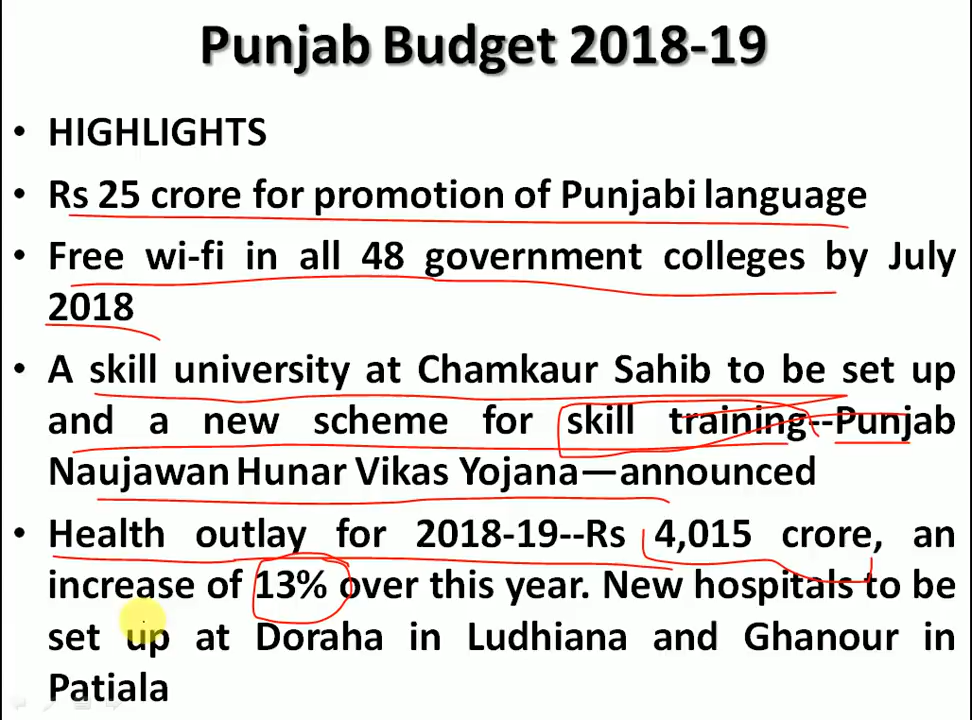 Punjab Budget 2018-19
• HIGHLIGHTS
• Rs 25 crore for promotion of Punjabi language
• Free wi-fi in all 48 government colleges by July
2018
• A skill university at Chamkaur Sahib to be set up
and a new scheme for skill training--Punjab
Naujawan Hunar Vikas Yojana—announced
• Health outlay for 2018-19--Rs 4,015 crore, an
increase of 13% over this year. New hospitals to be
set up at Doraha in Ludhiana and Ghanour in
Patiala